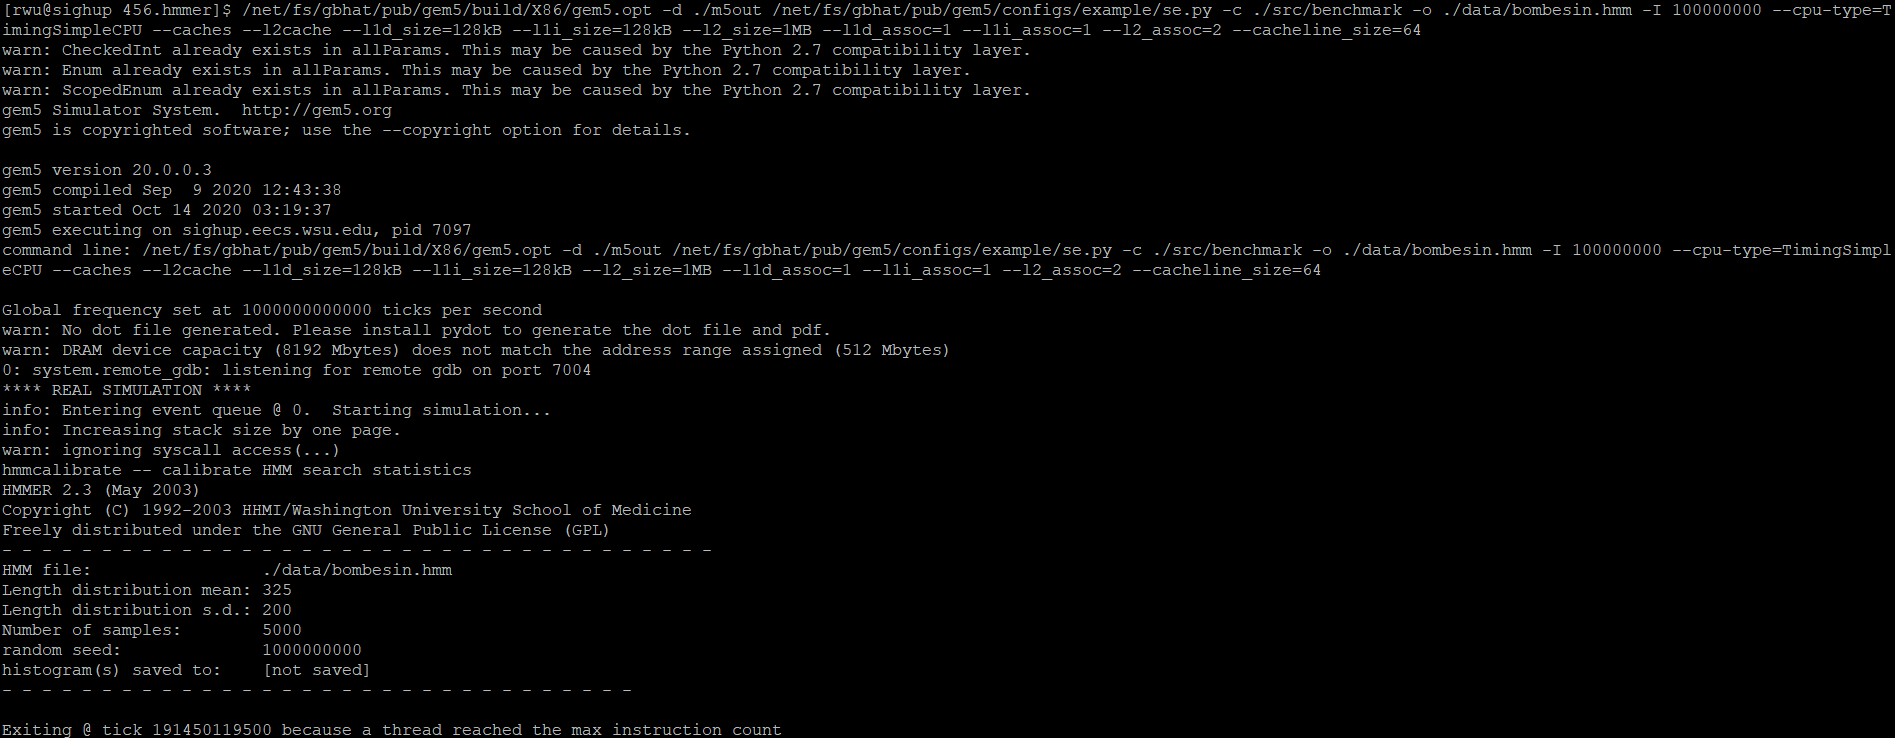 [rwu@sighup 456.hmmer]$ /net/fs/gbhat/pub/gem5/build/X86/gem5.opt -d ./m5out /net/fs/gbhat/pub/gem5/configs/example/se.py -c ./src/benchmark -o ./data/bombesin.hmm -I 100000000 --cpu-type=T
imingSimpleCPU --caches --l2cache --l1d_size=128kB --l1i_size=128kB --l2_size=1MB --l1d_assoc=1 --l1i_assoc=1 --l2_assoc=2 --cacheline_size=64
warn: CheckedInt already exists in allParams. This may be caused by the Python 2.7 compatibility layer.
warn: Enum already exists in allParams. This may be caused by the Python 2.7 compatibility layer.
warn: ScopedEnum already exists in allParams. This may be caused by the Python 2.7 compatibility layer.
gem5 Simulator System.  http://gem5.org
gem5 is copyrighted software; use the --copyright option for details.

gem5 version 20.0.0.3
gem5 compiled Sep  9 2020 12:43:38
gem5 started Oct 14 2020 03:19:37
gem5 executing on sighup.eecs.wsu.edu, pid 7097
command line: /net/fs/gbhat/pub/gem5/build/X86/gem5.opt -d ./m5out /net/fs/gbhat/pub/gem5/configs/example/se.py -c ./src/benchmark -o ./data/bombesin.hmm -I 100000000 --cpu-type=TimingSimpl
eCPU --caches --l2cache --l1d_size=128kB --l1i_size=128kB --l2_size=1MB --l1d_assoc=1 --l1i_assoc=1 --l2_assoc=2 --cacheline_size=64

Global frequency set at 1000000000000 ticks per second
warn: No dot file generated. Please install pydot to generate the dot file and pdf.
warn: DRAM device capacity (8192 Mbytes) does not match the address range assigned (512 Mbytes)
0: system.remote_gdb: listening for remote gdb on port 7004
**** REAL SIMULATION ****
info: Entering event queue @ 0.  Starting simulation...
info: Increasing stack size by one page.
warn: ignoring syscall access(...)
hmmcalibrate -- calibrate HMM search statistics
HMMER 2.3 (May 2003)
Copyright (C) 1992-2003 HHMI/Washington University School of Medicine
Freely distributed under the GNU General Public License (GPL)
- - - - - - - - - - - - - - - - - - - - - - - - - - - - - - - - - - - -
HMM file:                 ./data/bombesin.hmm
Length distribution mean: 325
Length distribution s.d.: 200
Number of samples:        5000
random seed:              1000000000
histogram(s) saved to:    [not saved]
- - - - - - - - - - - - - - - - - - - - - - - - - - - - - - - -

Exiting @ tick 191450119500 because a thread reached the max instruction count